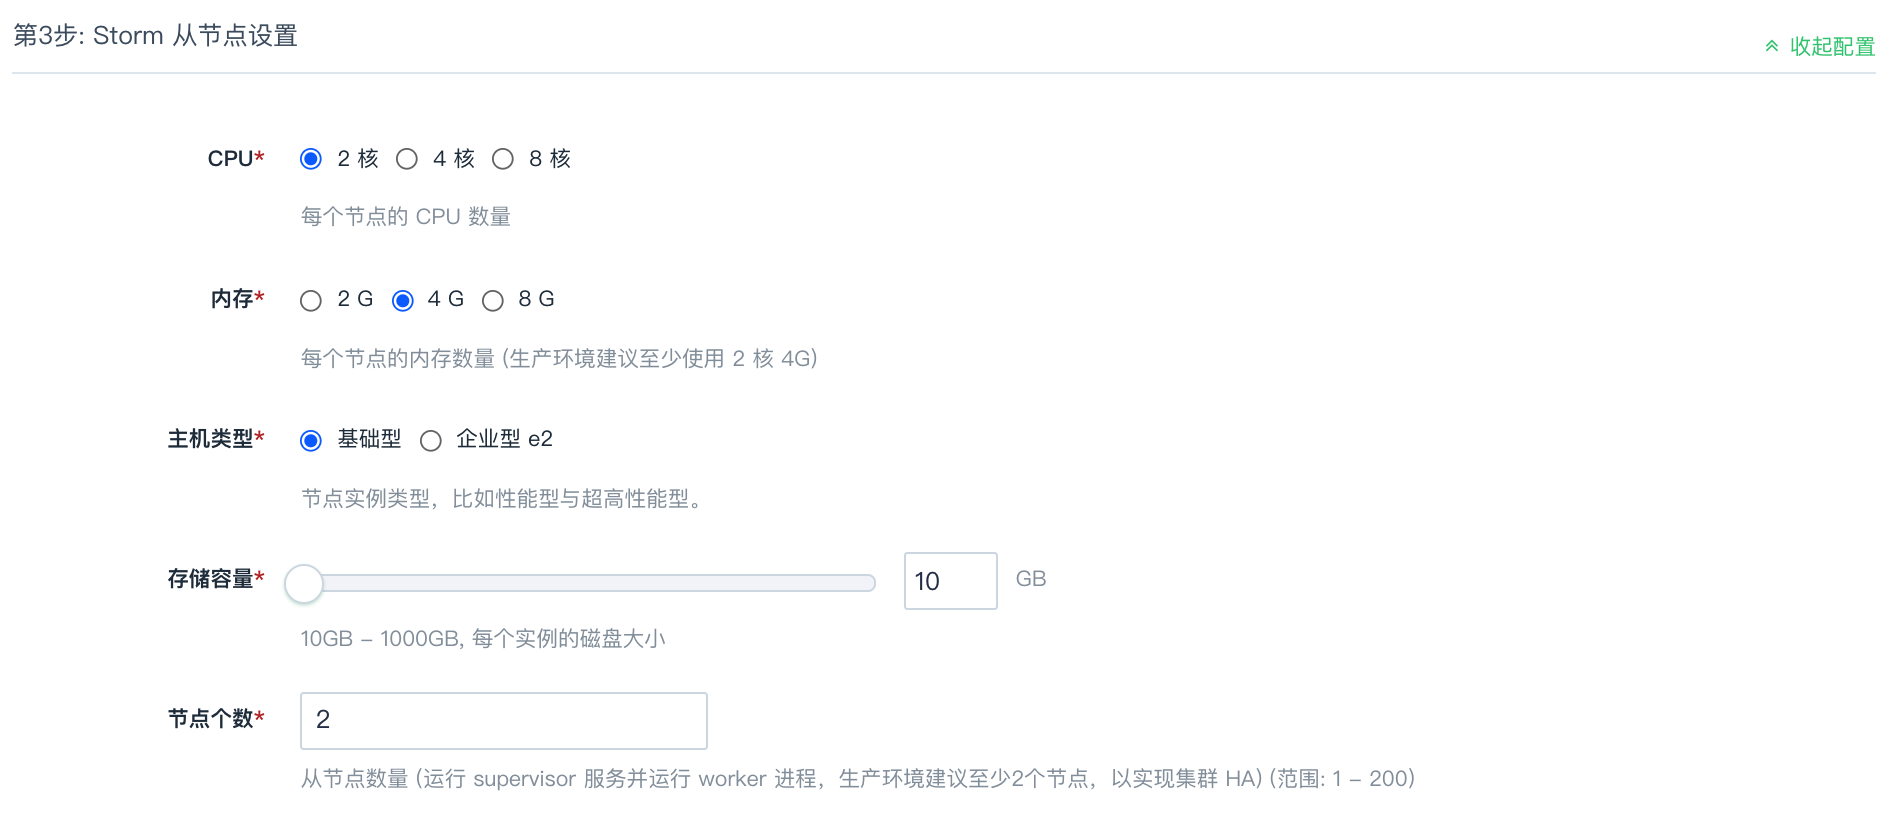 第3步: Storm 从节点设置
收起配置
CPU* 2 核 4 核 8 核
每个节点的 CPU 数量
内存* 2 G 4 G 8 G
每个节点的内存数量 (生产环境建议至少使用 2 核 4G)
主机类型* 基础型 企业型 e2
节点实例类型，比如性能型与超高性能型。
存储容量* 10 GB
10GB – 1000GB, 每个实例的磁盘大小
节点个数* 2
从节点数量 (运行 supervisor 服务并运行 worker 进程，生产环境建议至少2个节点，以实现集群 HA) (范围: 1 – 200)